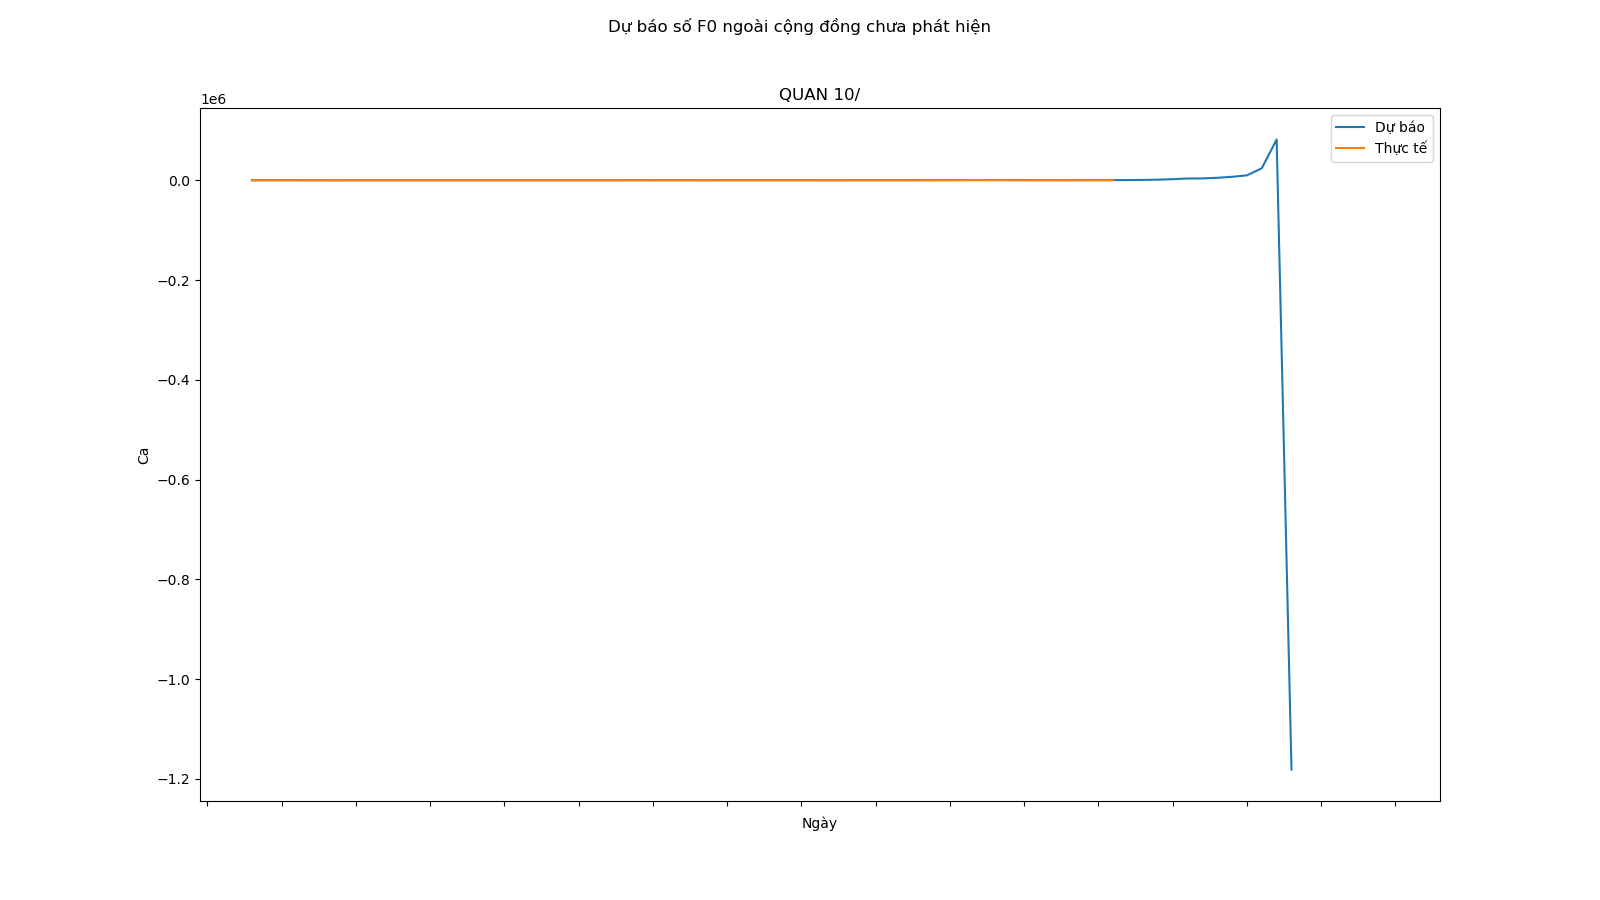 Dự báo số F0 ngoài cộng đồng chưa phát hiện
QUAN 10/
1e6
Dự báo
Thực tế
0.0
−0.2
−0.4
−0.6
−0.8
−1.0
−1.2
Ca
Ngày